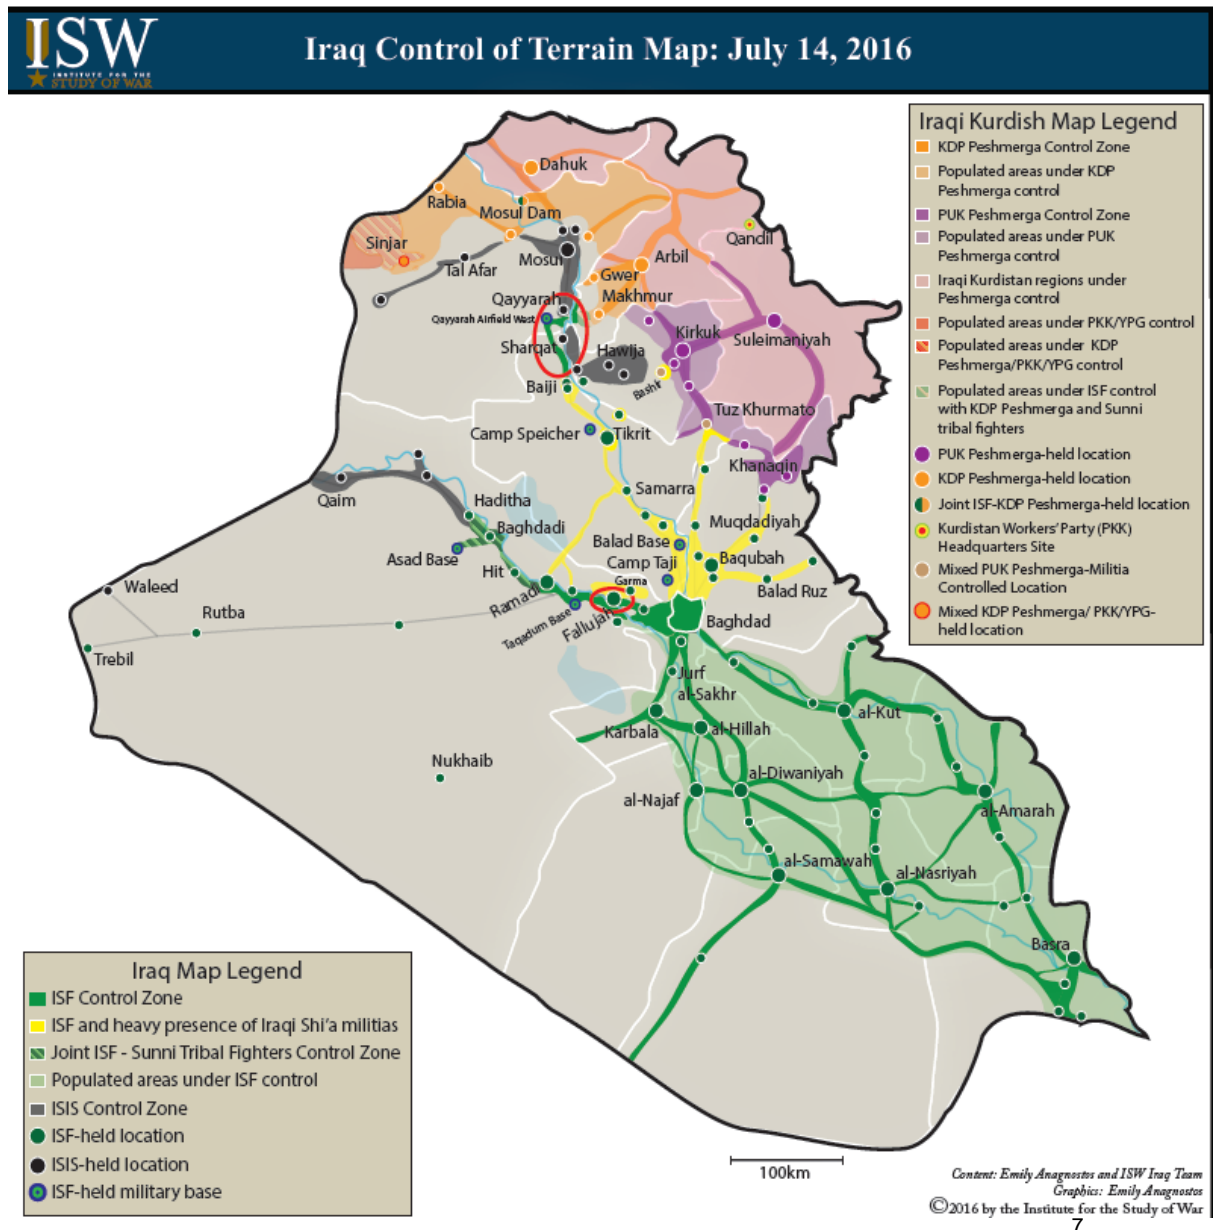 ISW
INSTITUTE FOR THE
STUDY OF WAR
Iraq Control of Terrain Map: July 14, 2016
Iraqi Kurdish Map Legend
KDP Peshmerga Control Zone
Populated areas under KDP
Peshmerga control
PUK Peshmerga Control Zone
Populated areas under PUK
Peshmerga control
Iraqi Kurdistan regions under
Peshmerga control
Populated areas under PKK/YPG control
Populated areas under KDP
Peshmerga/PKK/YPG control
Populated areas under ISF control
with KDP Peshmerga and Sunni
tribal fighters
PUK Peshmerga-held location
KDP Peshmerga-held location
Joint ISF-KDP Peshmerga-held location
Kurdistan Workers' Party (PKK)
Headquarters Site
Mixed PUK Peshmerga-Militia
Controlled Location
Mixed KDP Peshmerga/ PKK/YPG-
held location
Dahuk
Rabia
Mosul Dam
Sinjar
Qandil
Mosul
Arbil
Tal Afar
Gwer
Qayyarah
Makhmur
Qayyarah Airfield West
Kirkuk
Suleimaniyah
Sharqat
Hawija
Baiji
Bashir
Tuz Khurmato
Camp Speicher
Tikrit
Khanaqin
Qaim
Samarra
Haditha
Baghdadi
Muqdadiyah
Asad Base
Balad Base
Camp Taji
Baqubah
Hit
Garma
Waleed
Ramadi
Balad Ruz
Rutba
Taqadum Base
Fallujah
Baghdad
Trebil
Jurf
al-Sakhr
Karbala
al-Hillah
al-Kut
Nukhaib
al-Diwaniyah
al-Najaf
al-Amarah
al-Samawah
al-Nasriyah
Basra
Iraq Map Legend
ISF Control Zone
ISF and heavy presence of Iraqi Shi'a militias
Joint ISF - Sunni Tribal Fighters Control Zone
Populated areas under ISF control
ISIS Control Zone
ISF-held location
ISIS-held location
ISF-held military base
100km
Content: Emily Anagnostos and ISW Iraq Team
Graphics: Emily Anagnostos
©2016 by the Institute for the Study of War
7